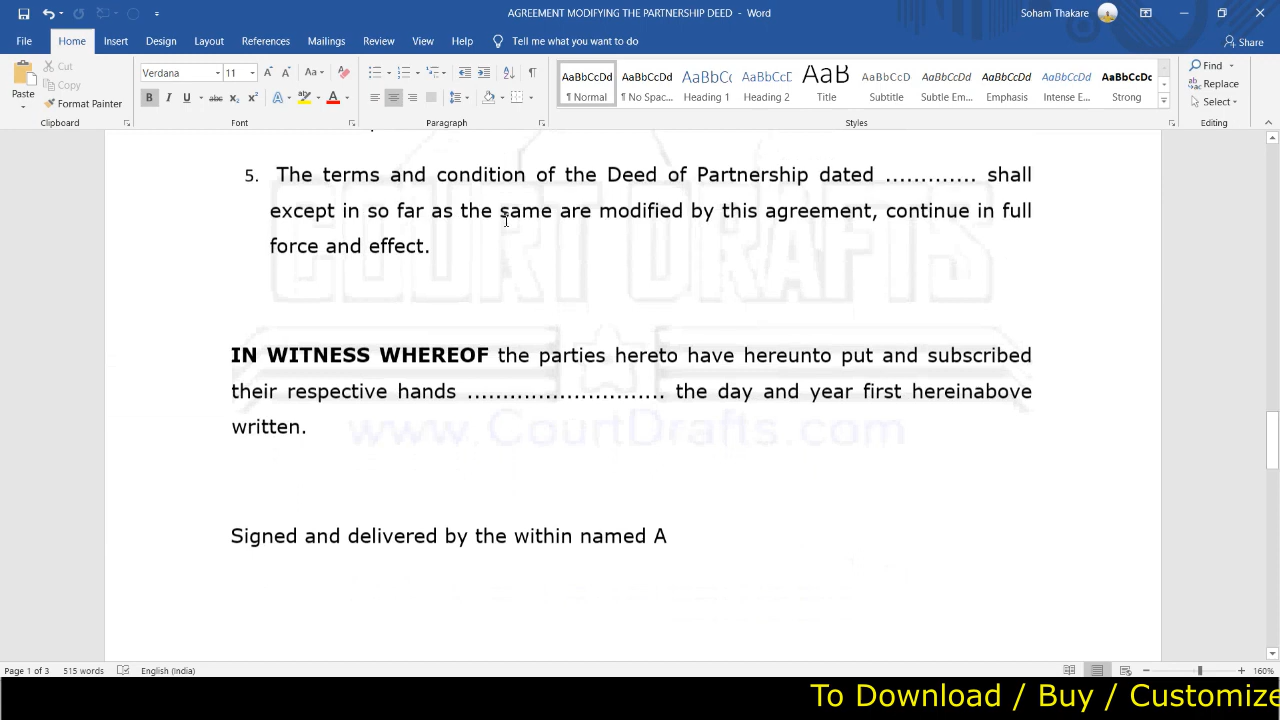 AGREEMENT MODIFYING THE PARTNERSHIP DEED - Word
Soham Thakare
File Home Insert Design Layout References Mailings Review View Help Tell me what you want to do Share
Paste
Cut
Copy
Format Painter
Clipboard
Verdana 11
Font
Paragraph
AaBbCcDd AaBbCcDd AaBbC AaBbCcE AaB AaBbCcD AaBbCcDd AaBbCcDd AaBbCcDd AaBbCcDc
¶ Normal ¶ No Spac... Heading 1 Heading 2 Title Subtitle Subtle Em... Emphasis Intense E... Strong
Styles
Find
Replace
Select
Editing
5. The terms and condition of the Deed of Partnership dated ............. shall
except in so far as the same are modified by this agreement, continue in full
force and effect.
COURT DRAFTS
IN WITNESS WHEREOF the parties hereto have hereunto put and subscribed
their respective hands ............................ the day and year first hereinabove
written.
www.CourtDrafts.com
Signed and delivered by the within named A
Page 1 of 3 515 words English (India) 160%
To Download / Buy / Customize